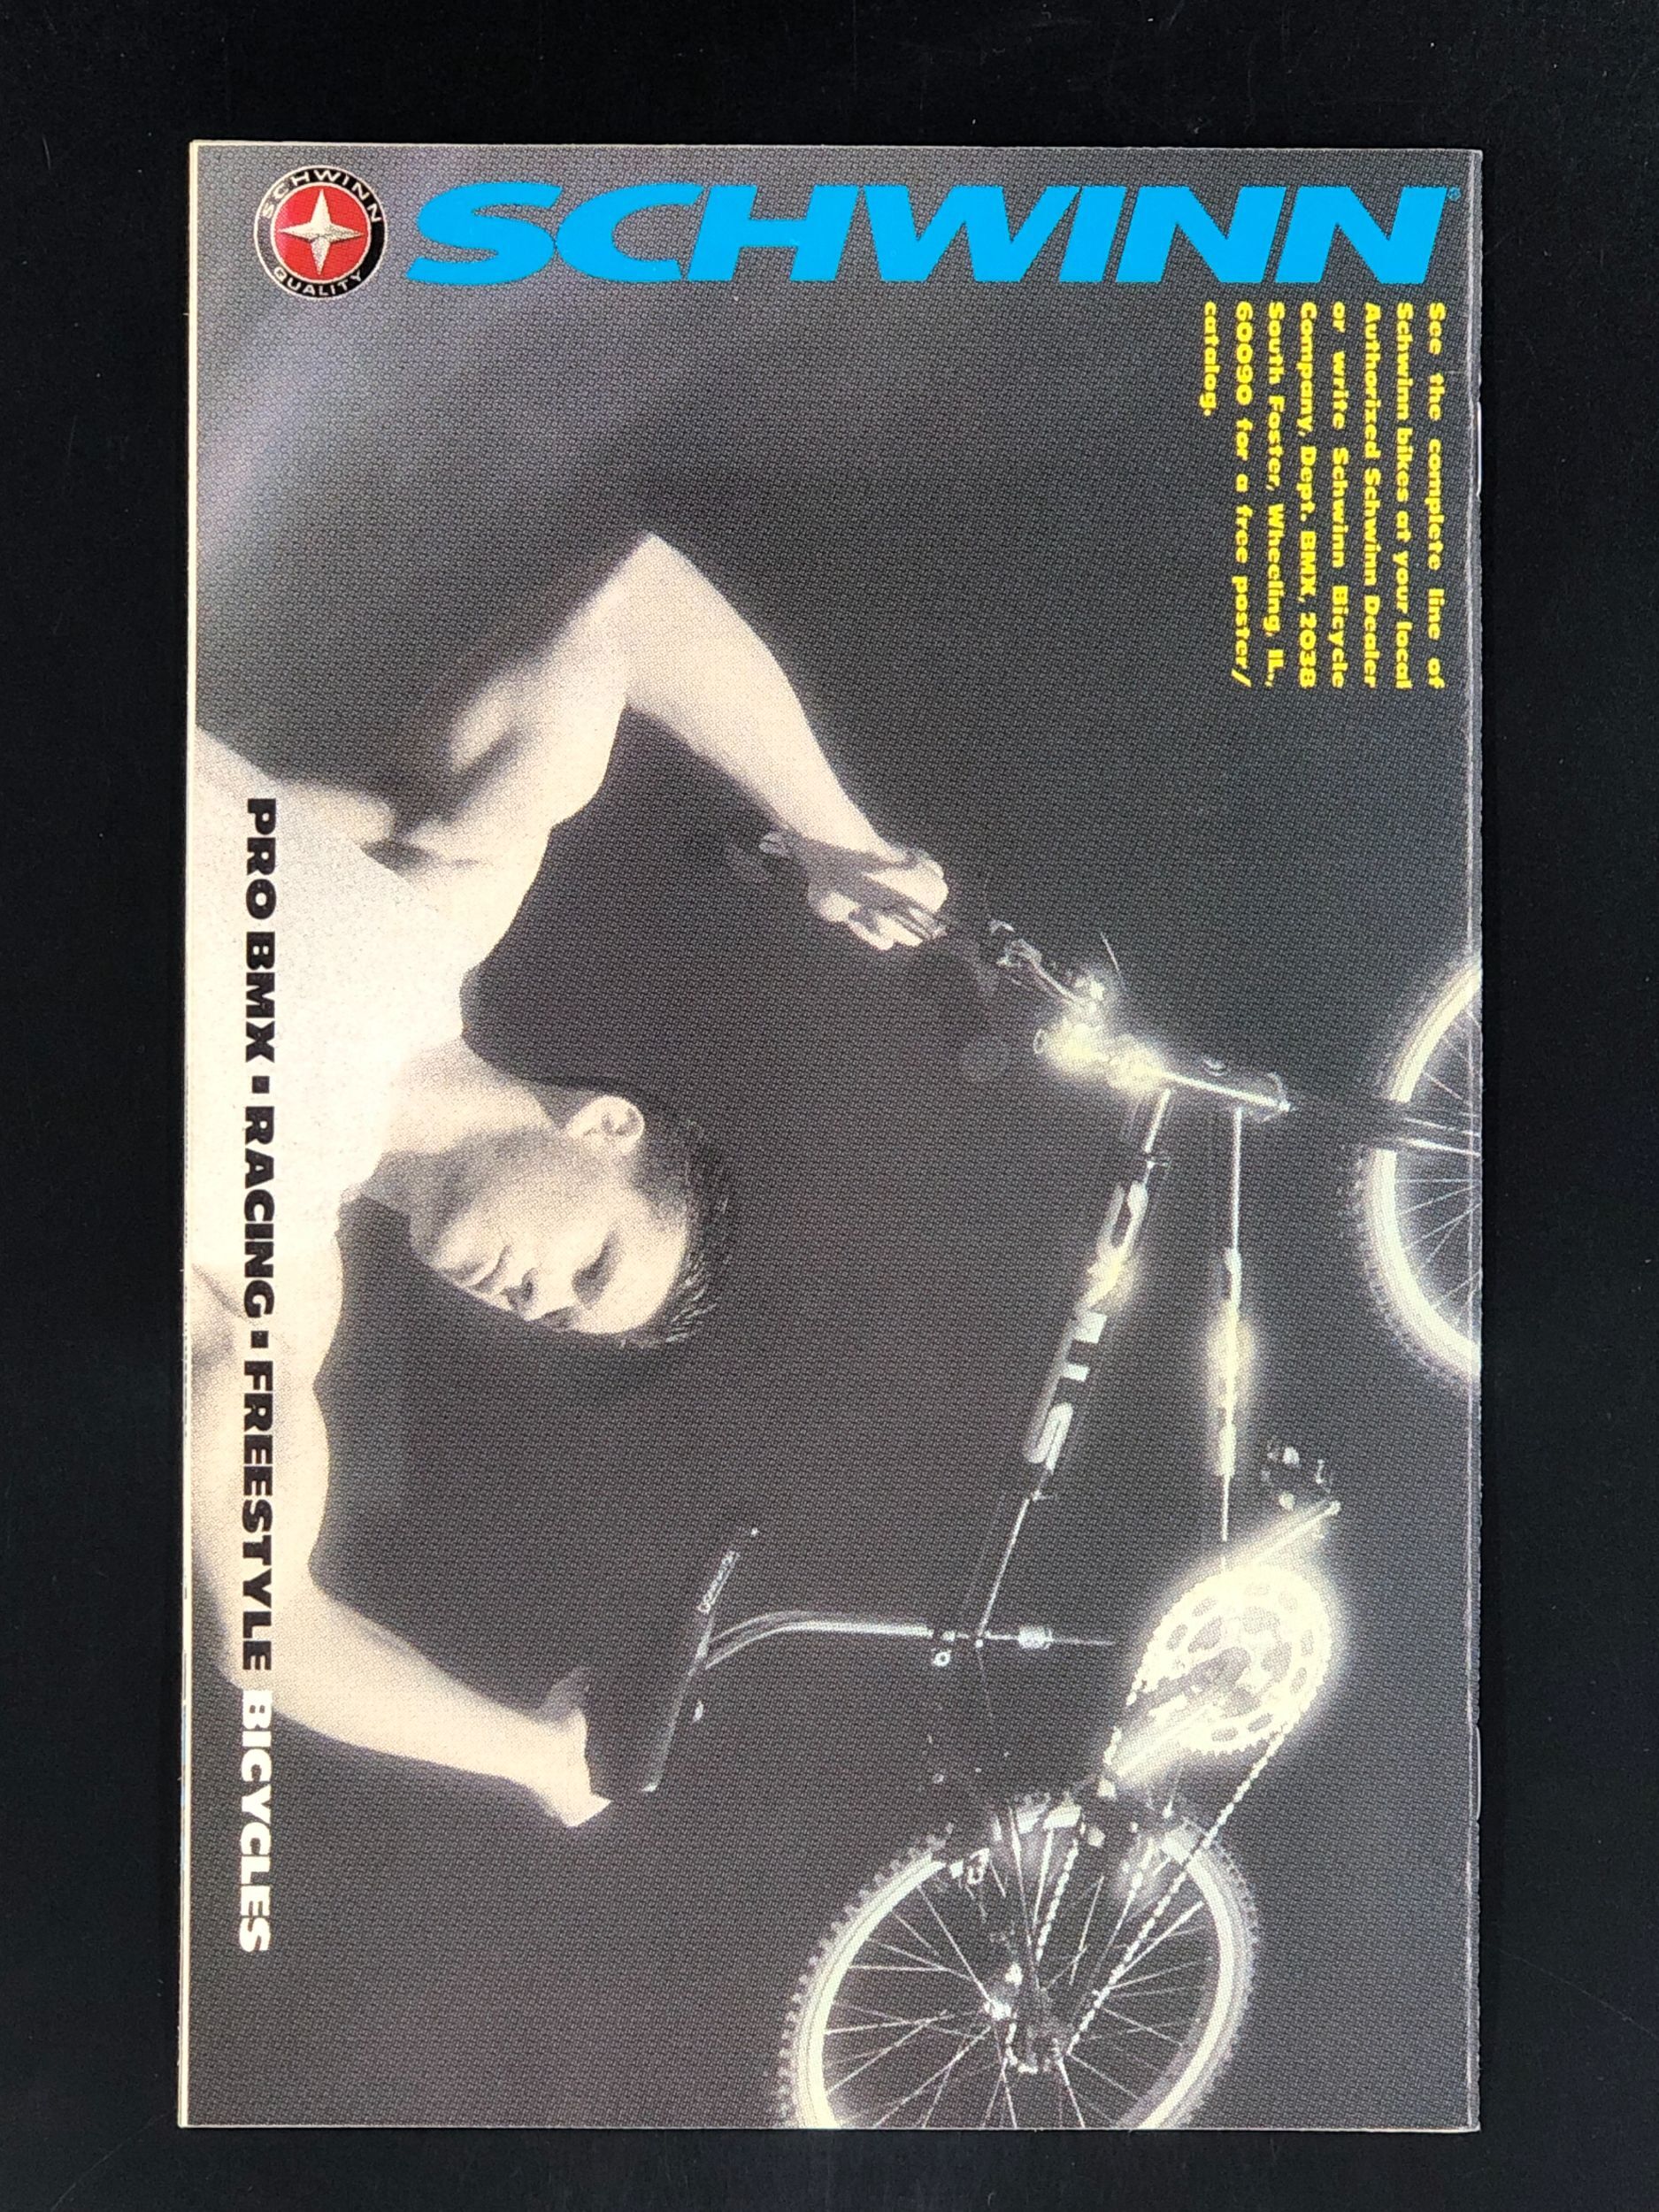 SCHWINN QUALITY
SCHWINN®
See the complete line of
Schwinn bikes at your local
Authorized Schwinn Dealer
or write Schwinn Bicycle
Company, Dept. BMX, 2038
South Foster, Wheeling, IL,
60090 for a free poster/
catalog.
PRO BMX ▪ RACING ▪ FREESTYLE BICYCLES